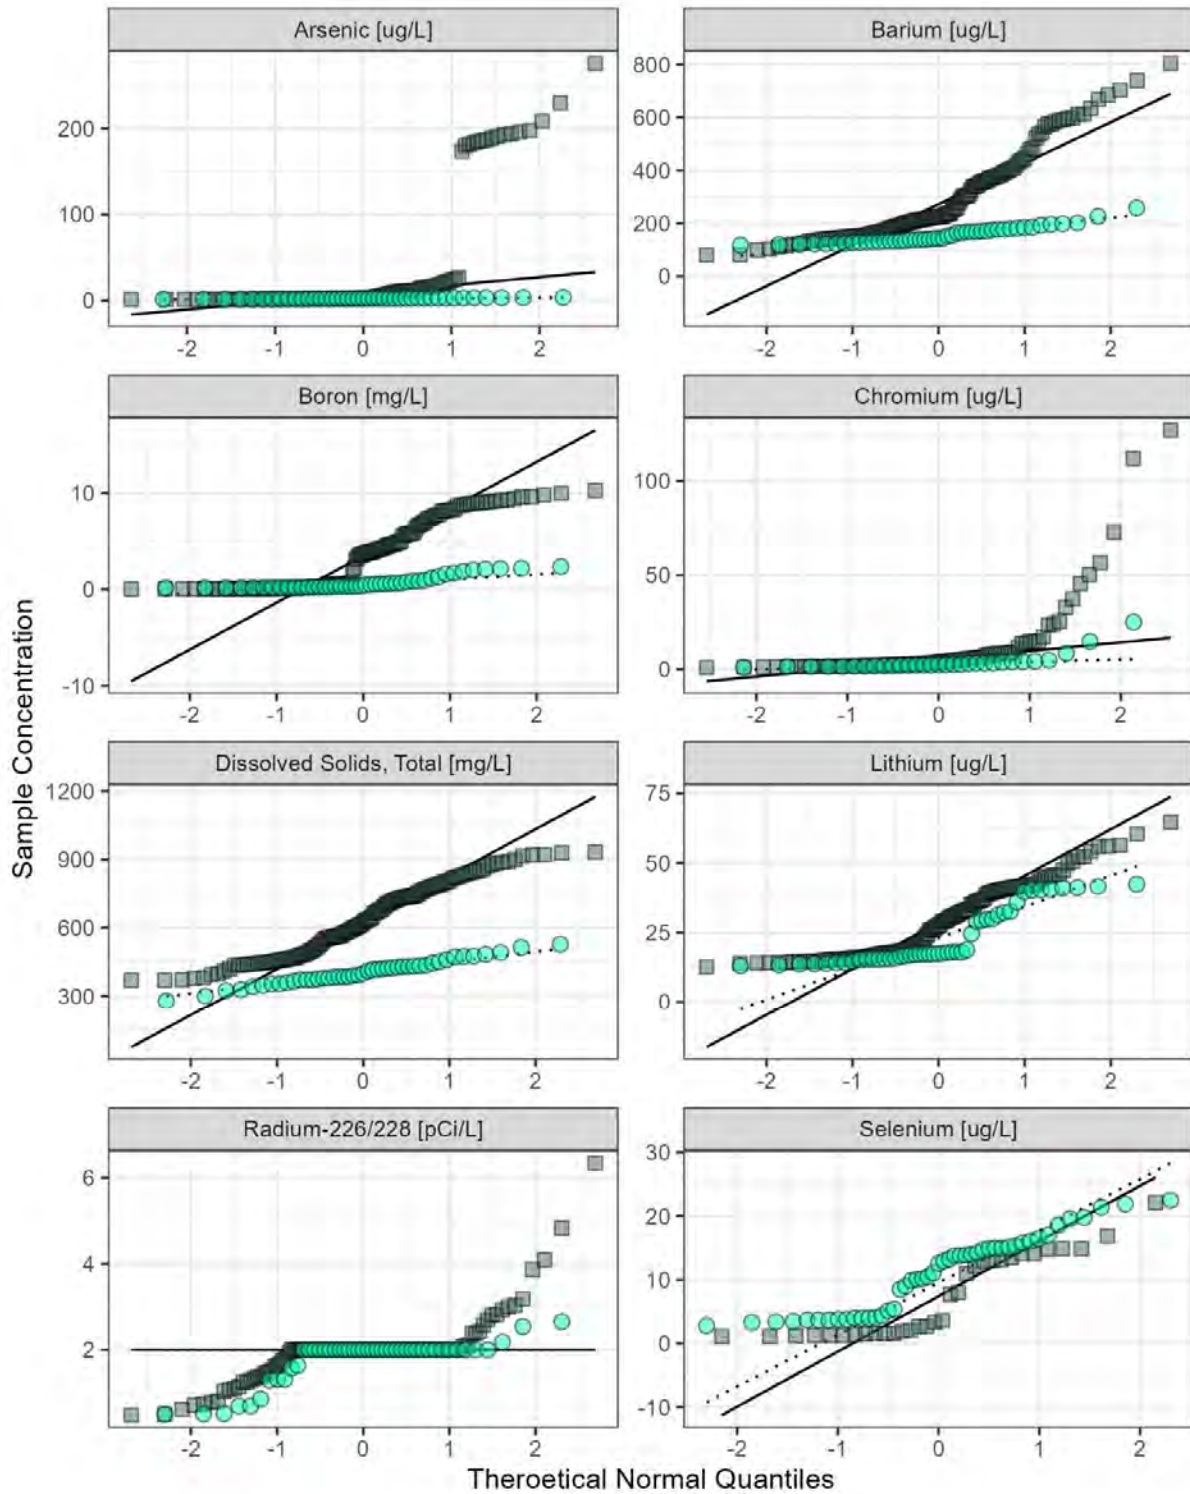 Arsenic [ug/L]
Barium [ug/L]
200
100
0
-2 -1 0 1 2
800
600
400
200
0
-2 -1 0 1 2
Boron [mg/L]
Chromium [ug/L]
10
0
-10
-2 -1 0 1 2
100
50
0
-2 -1 0 1 2
Sample Concentration
Dissolved Solids, Total [mg/L]
Lithium [ug/L]
1200
900
600
300
-2 -1 0 1 2
75
50
25
0
-2 -1 0 1 2
Radium-226/228 [pCi/L]
Selenium [ug/L]
6
4
2
-2 -1 0 1 2
30
20
10
0
-10
-2 -1 0 1 2
Theroetical Normal Quantiles